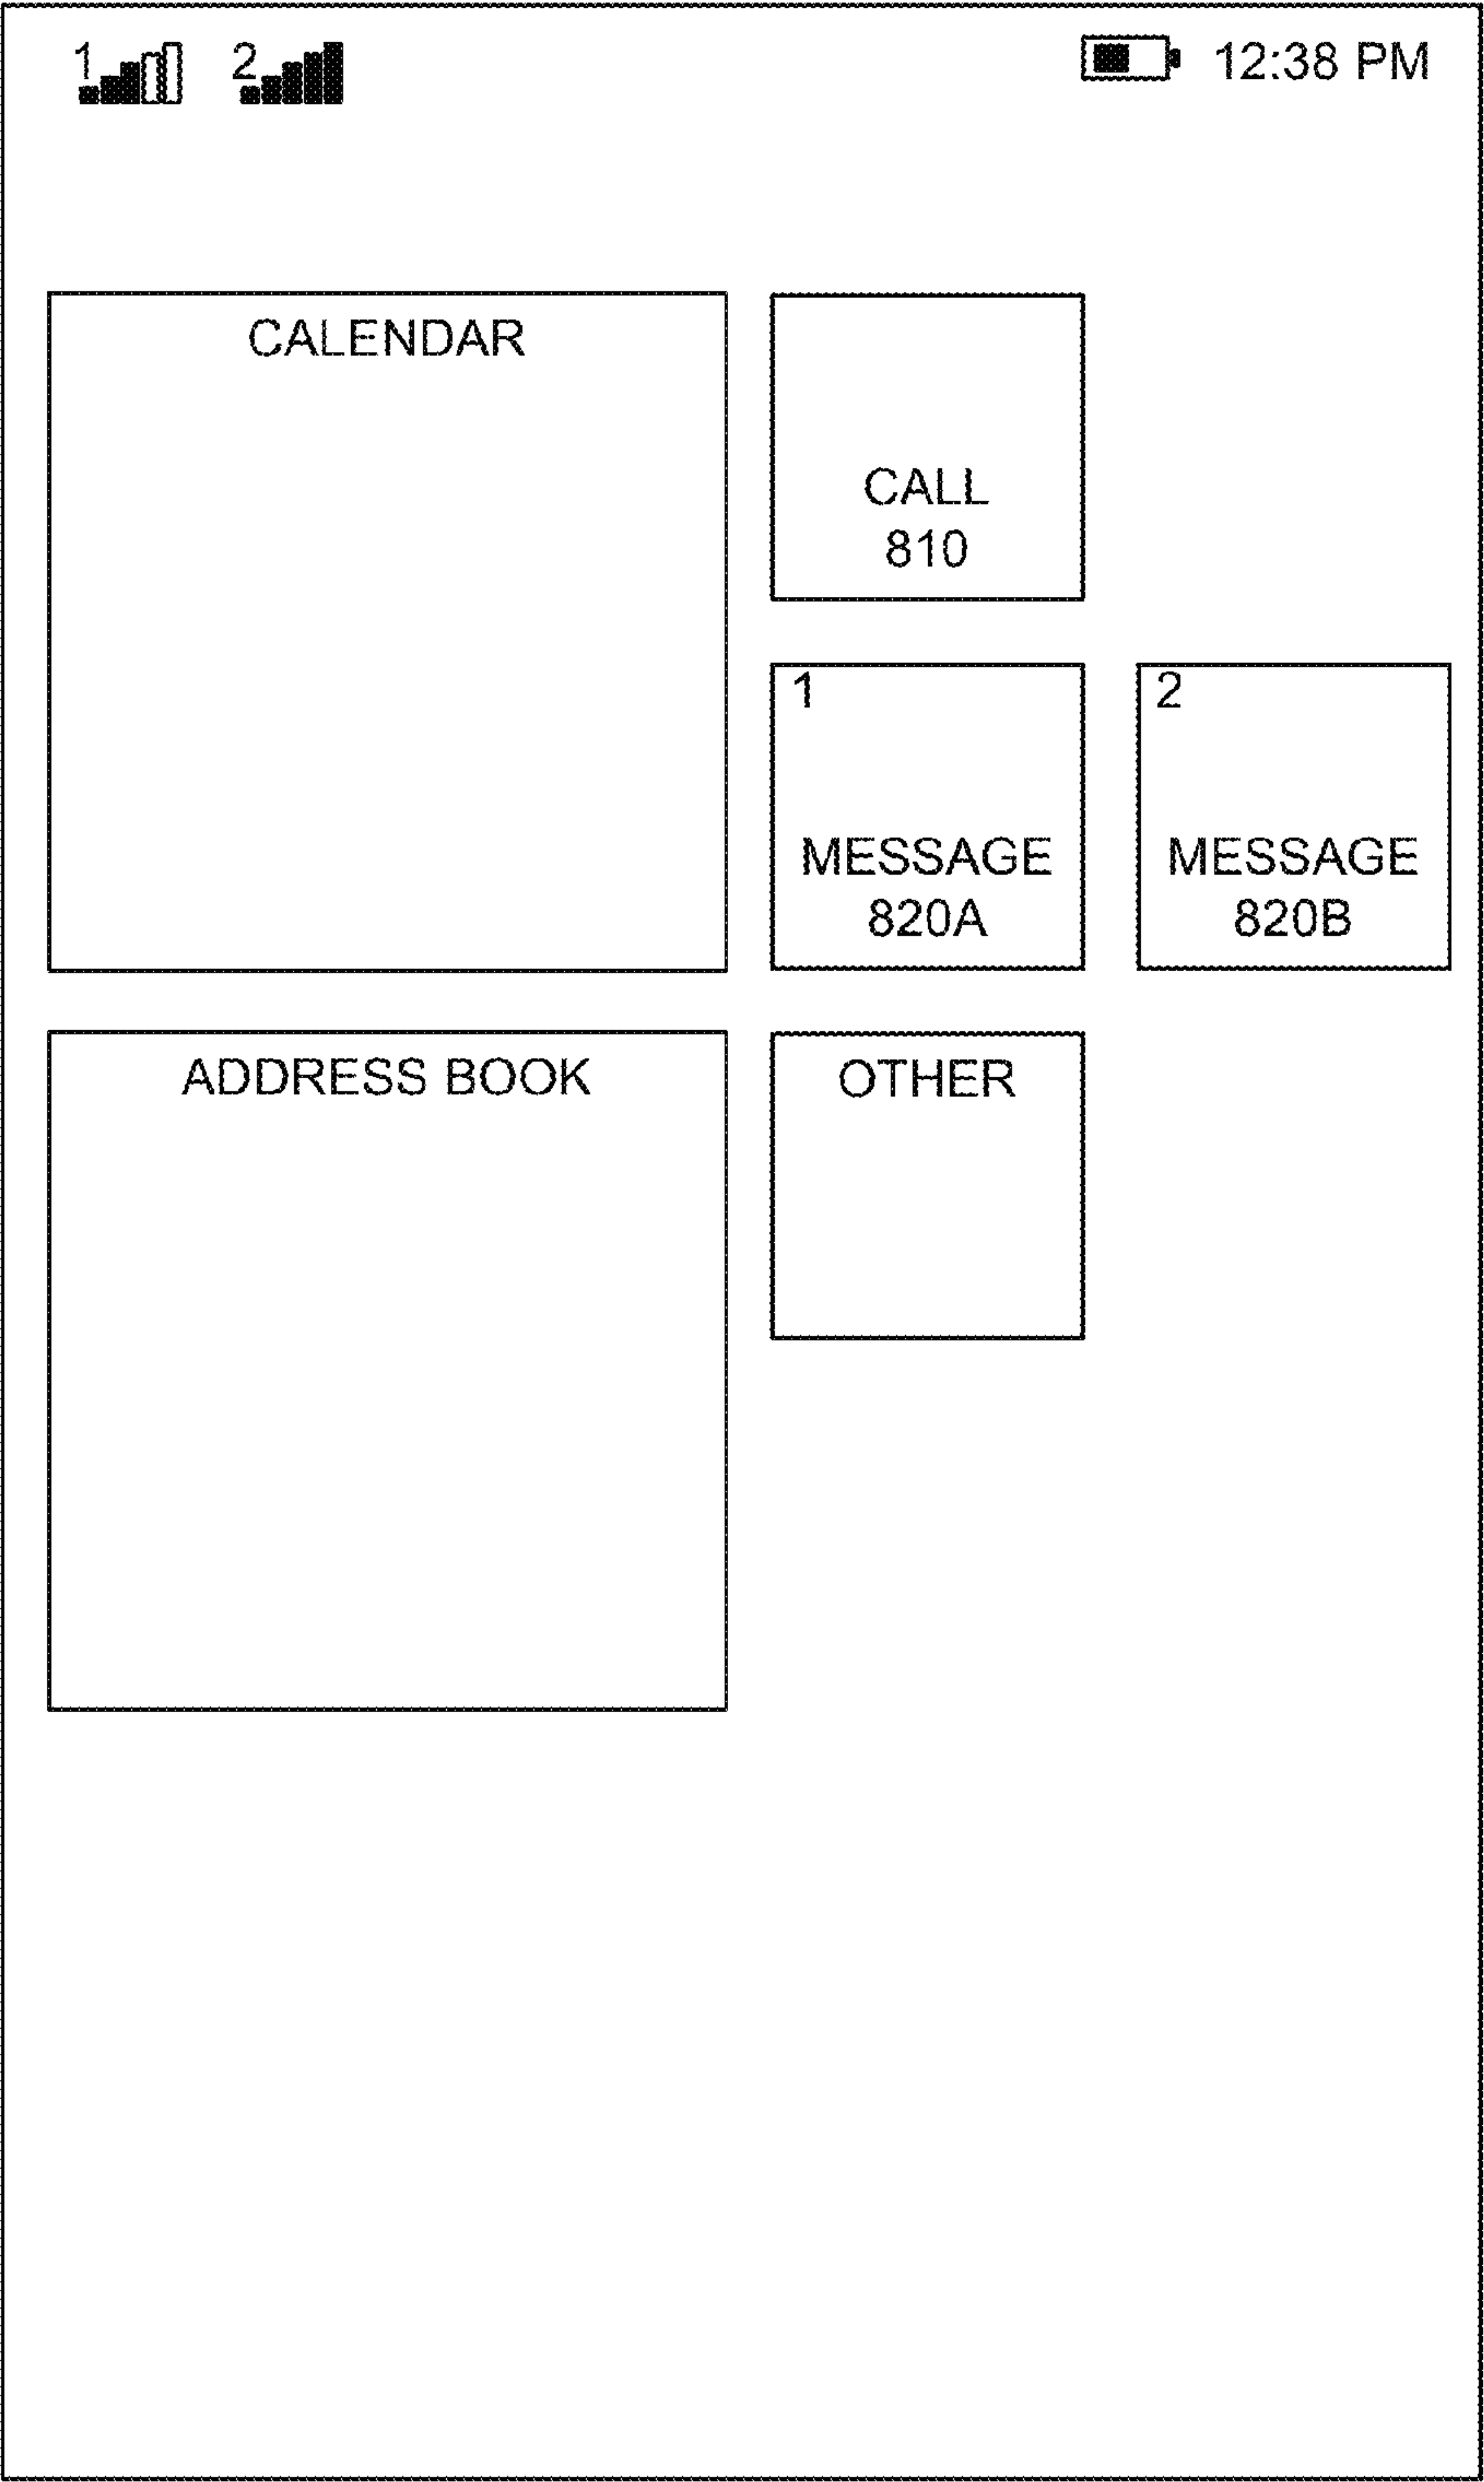 1 2 12:38 PM
CALENDAR
CALL
810
1
MESSAGE
820A
2
MESSAGE
820B
ADDRESS BOOK
OTHER